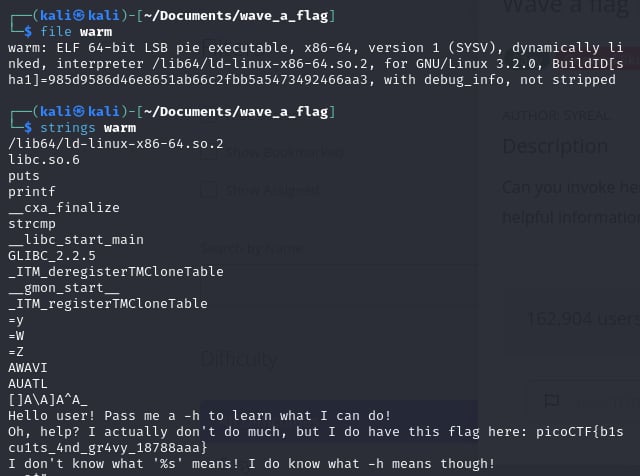 Wave a flag
┌──(kali㉿kali)-[~/Documents/wave_a_flag]
└─$ file warm
warm: ELF 64-bit LSB pie executable, x86-64, version 1 (SYSV), dynamically li
nked, interpreter /lib64/ld-linux-x86-64.so.2, for GNU/Linux 3.2.0, BuildID[s
ha1]=985d9586d46e8651ab66c2fbb5a5473492466aa3, with debug_info, not stripped
┌──(kali㉿kali)-[~/Documents/wave_a_flag]
└─$ strings warm
AUTHOR: SYREAL
/lib64/ld-linux-x86-64.so.2
Show Bookmarked
Description
libc.so.6
puts
Show Assigned
Can you invoke he
printf
__cxa_finalize
helpful informatio
strcmp
__libc_start_main
Search by Name
GLIBC_2.2.5
_ITM_deregisterTMCloneTable
__gmon_start__
_ITM_registerTMCloneTable
=y
162,904 users
=W
=Z
Difficulty
AWAVI
AUATL
[]A\A]A^A_
Hello user! Pass me a -h to learn what I can do!
Oh, help? I actually don't do much, but I do have this flag here: picoCTF{b1s
cu1ts_4nd_gr4vy_18788aaa}
I don't know what '%s' means! I do know what -h means though!